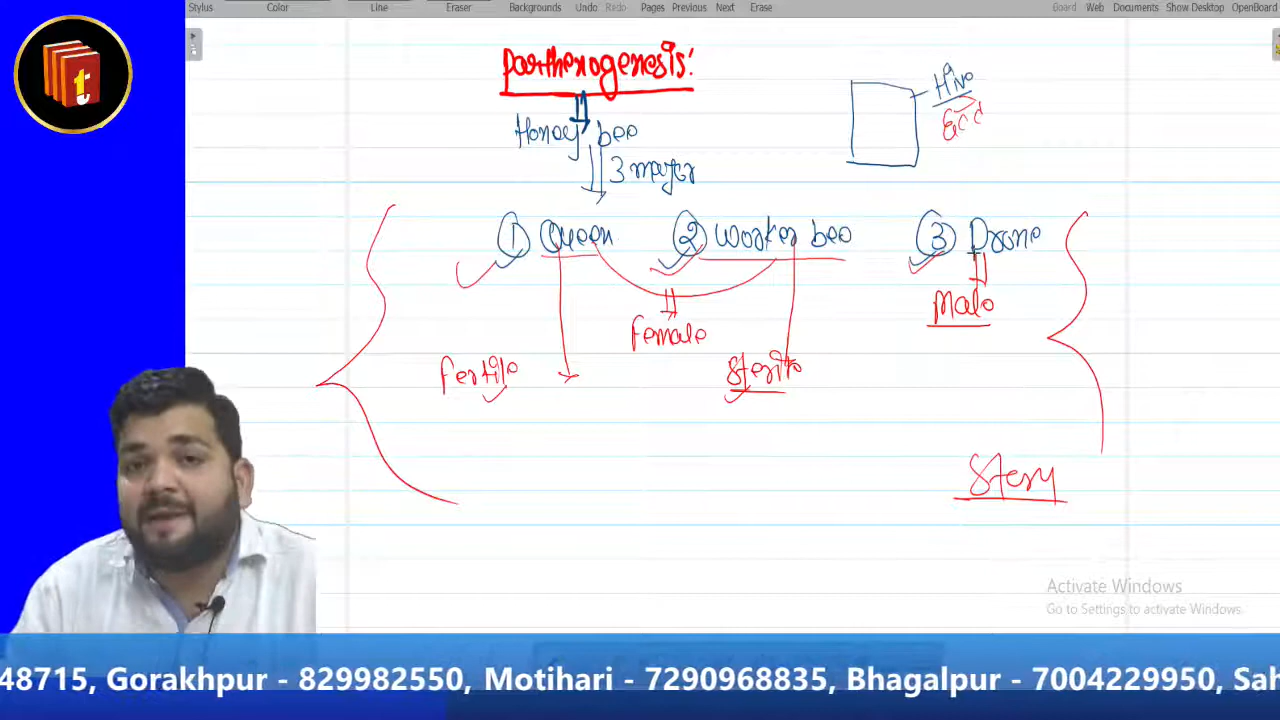 Stylus Color Line Eraser Backgrounds Undo Redo Pages Previous Next Erase Board Web Documents Show Desktop OpenBoard
t
Parthenogenesis:
Honey bee
3 major
Hive
① Queen ② Worker bee ③ Drone
Male
Female
Fertile
Sterile
Story
Activate Windows
Go to Settings to activate Windows.
48715, Gorakhpur - 829982550, Motihari - 7290968835, Bhagalpur - 7004229950, Sah